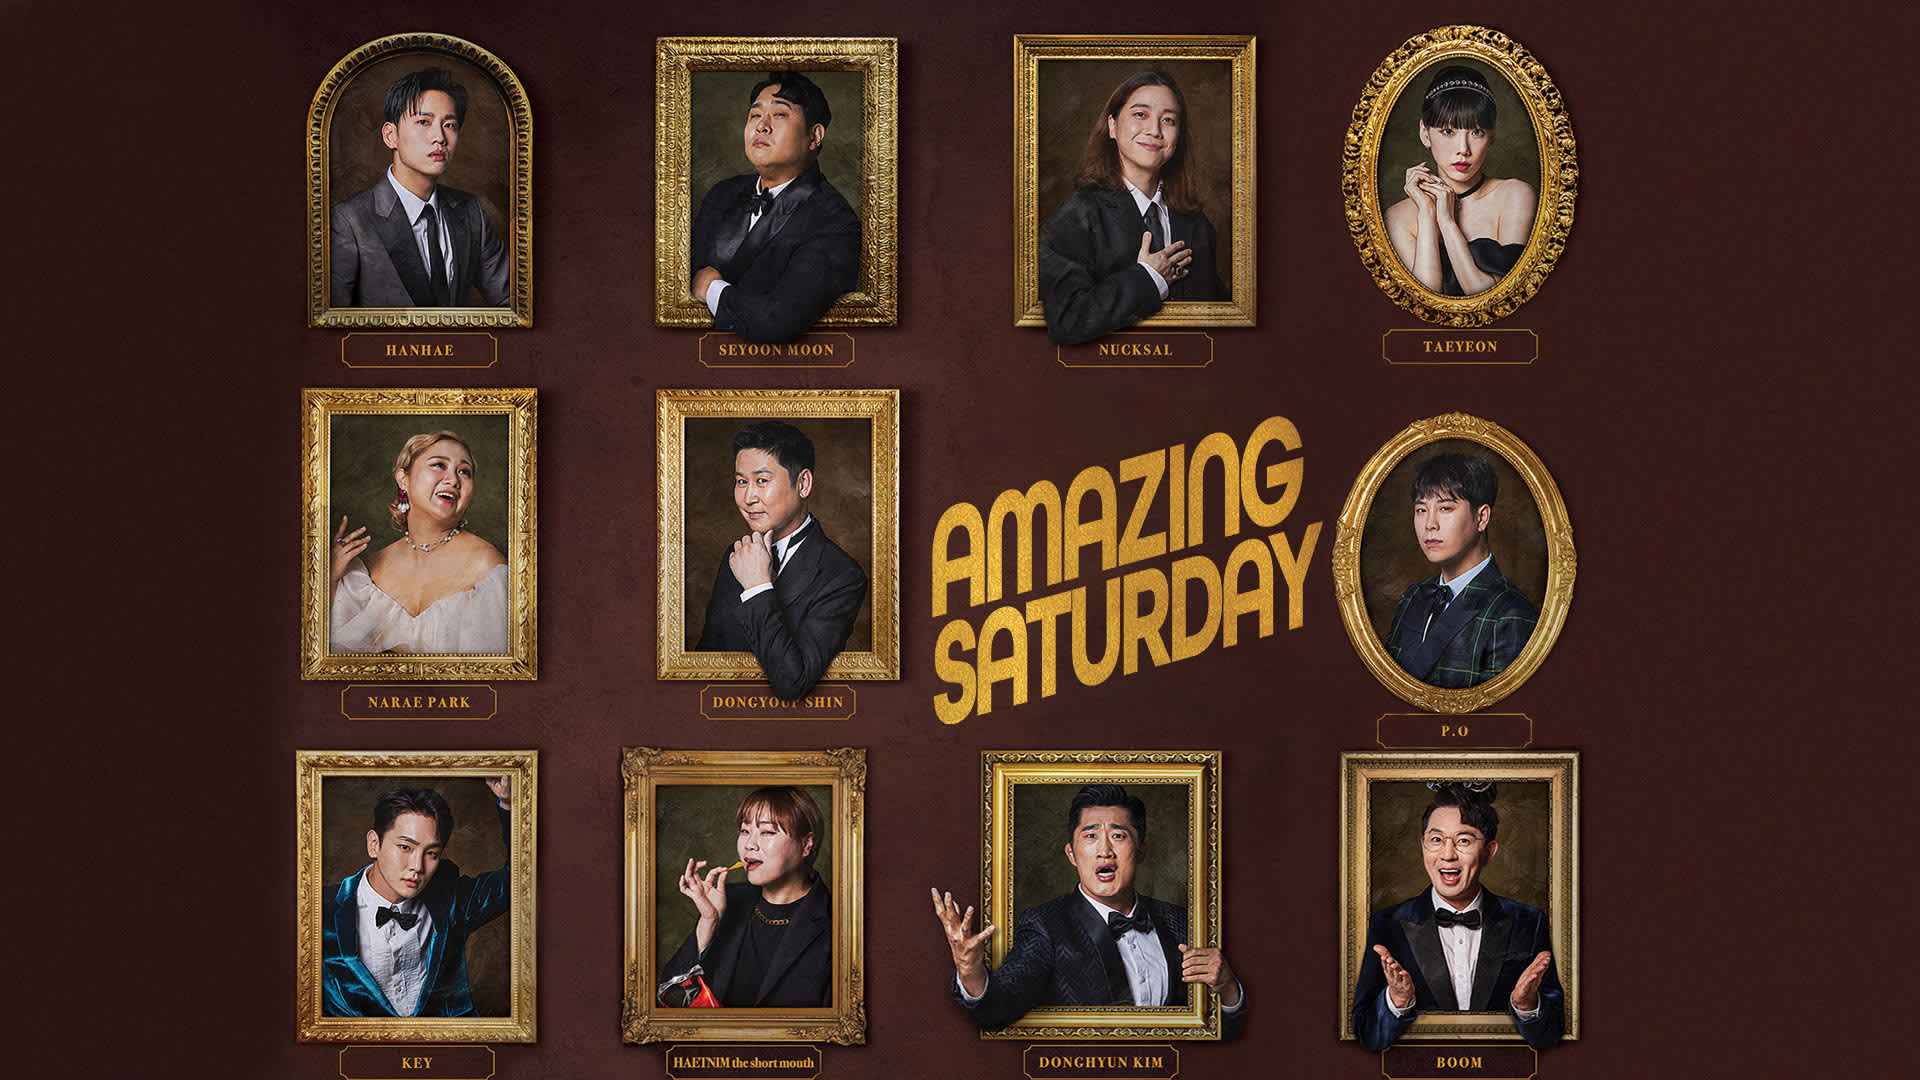 HANHAE
SEYOON MOON
NUCKSAL
TAEYEON
AMAZING
SATURDAY
NARAE PARK
DONGYOUP SHIN
P.O
KEY
HAETNIM the short mouth
DONGHYUN KIM
BOOM